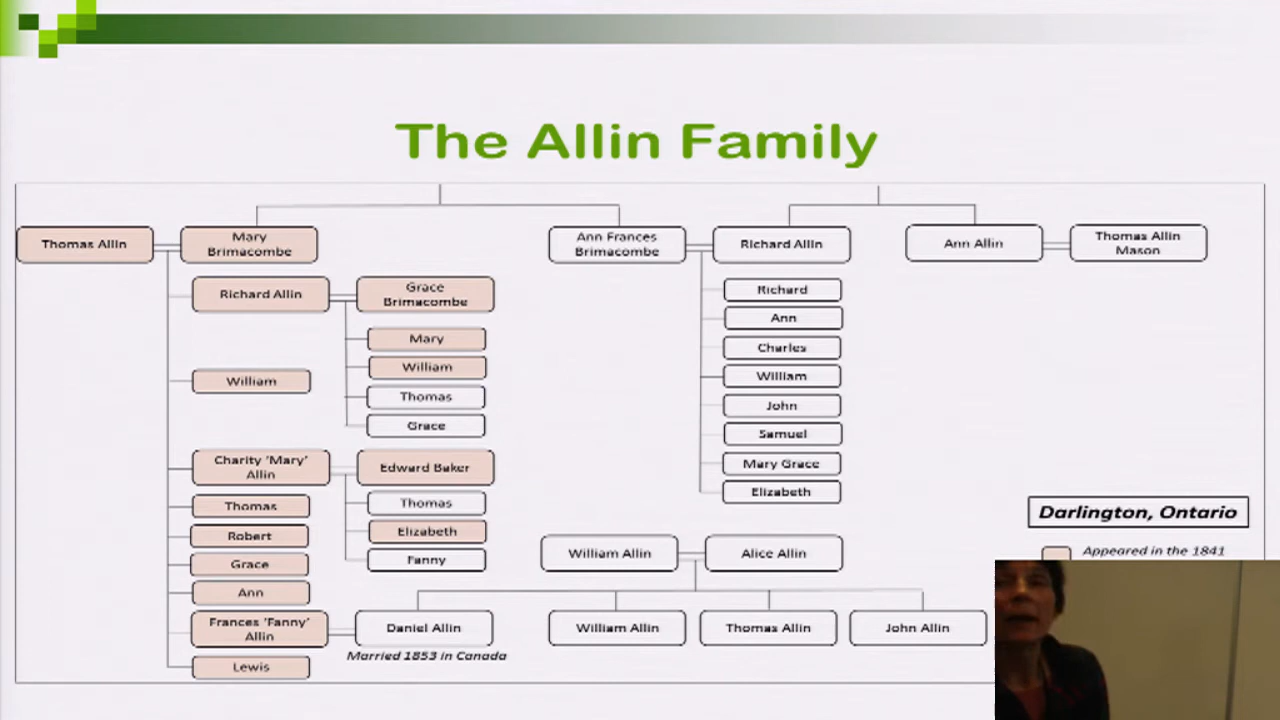 The Allin Family
Thomas Allin
Mary
Brimacombe
Ann Frances
Brimacombe
Richard Allin
Ann Allin
Thomas Allin
Mason
Richard Allin
Grace
Brimacombe
Mary
William
William
Thomas
Grace
Charity 'Mary'
Allin
Edward Baker
Thomas
Thomas
Elizabeth
Robert
Fanny
Grace
Ann
Frances 'Fanny'
Allin
Lewis
Richard
Ann
Charles
William
John
Samuel
Mary Grace
Elizabeth
William Allin
Alice Allin
Daniel Allin
William Allin
Thomas Allin
John Allin
Married 1853 in Canada
Darlington, Ontario
Appeared in the 1841